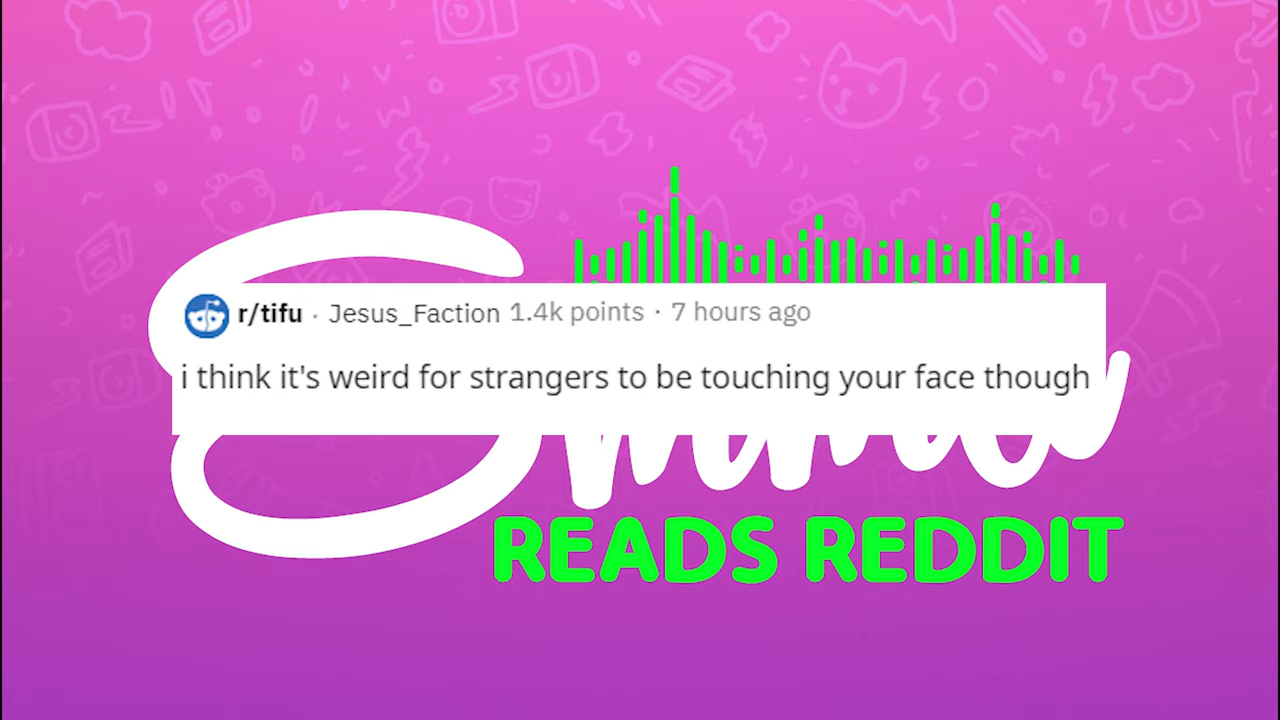 r/tifu · Jesus_Faction 1.4k points · 7 hours ago
i think it's weird for strangers to be touching your face though
READS REDDIT